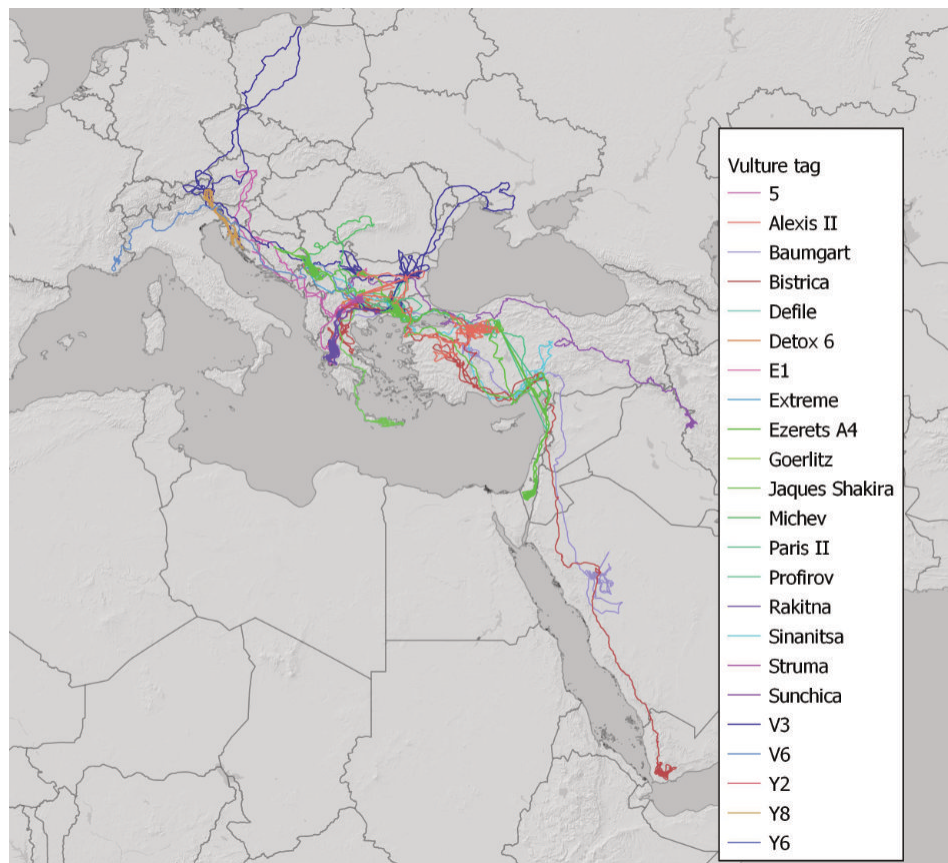 Vulture tag
5
Alexis II
Baumgart
Bistrica
Defile
Detox 6
E1
Extreme
Ezerets A4
Goerlitz
Jaques Shakira
Michev
Paris II
Profirov
Rakitna
Sinanitsa
Struma
Sunchica
V3
V6
Y2
Y8
Y6